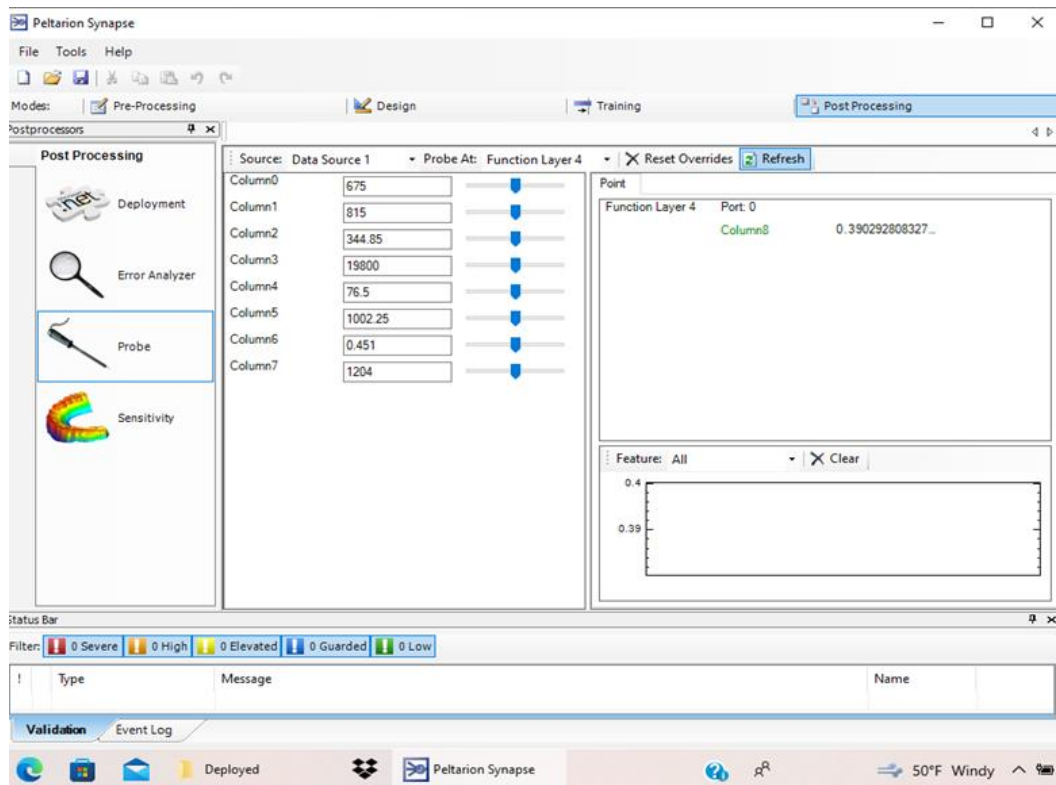 Peltarion Synapse
File Tools Help
Modes: Pre-Processing Design Training Post Processing
Postprocessors
Post Processing
Deployment
Error Analyzer
Probe
Sensitivity
Source: Data Source 1 Probe At: Function Layer 4 Reset Overrides Refresh
Column0 675
Column1 815
Column2 344.85
Column3 19800
Column4 76.5
Column5 1002.25
Column6 0.451
Column7 1204
Point
Function Layer 4 Port: 0
Column8 0.390292808327...
Feature: All Clear
0.4
0.39
Status Bar
Filter: 0 Severe 0 High 0 Elevated 0 Guarded 0 Low
! Type Message Name
Validation Event Log
Deployed Peltarion Synapse 50°F Windy